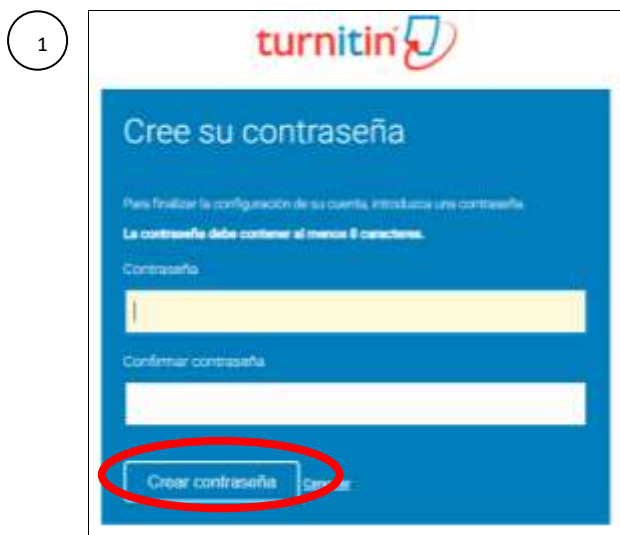 1
turnitin
Cree su contraseña
Para finalizar la configuración de su cuenta, introduzca una contraseña.
La contraseña debe contener al menos 8 caracteres.
Contraseña
Confirmar contraseña
Crear contraseña Cancelar